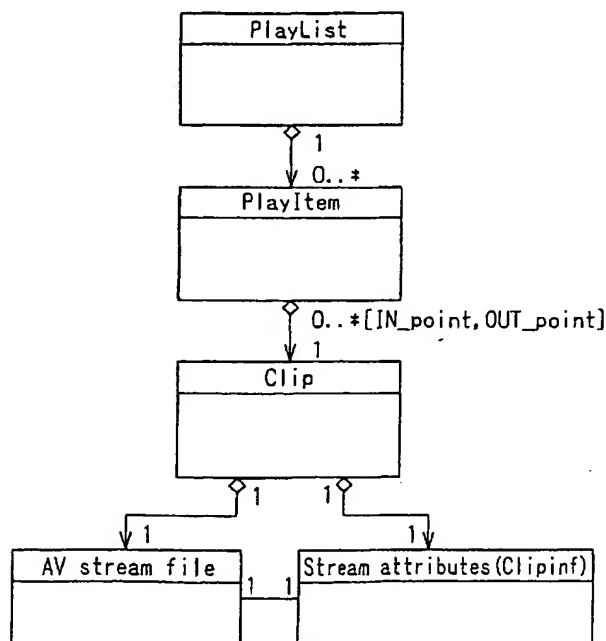 PlayList
1
0..*
PlayItem
0..*[IN_point,OUT_point]
1
Clip
1
1
1
1
AV stream file
1
1
Stream attributes(Clipinf)